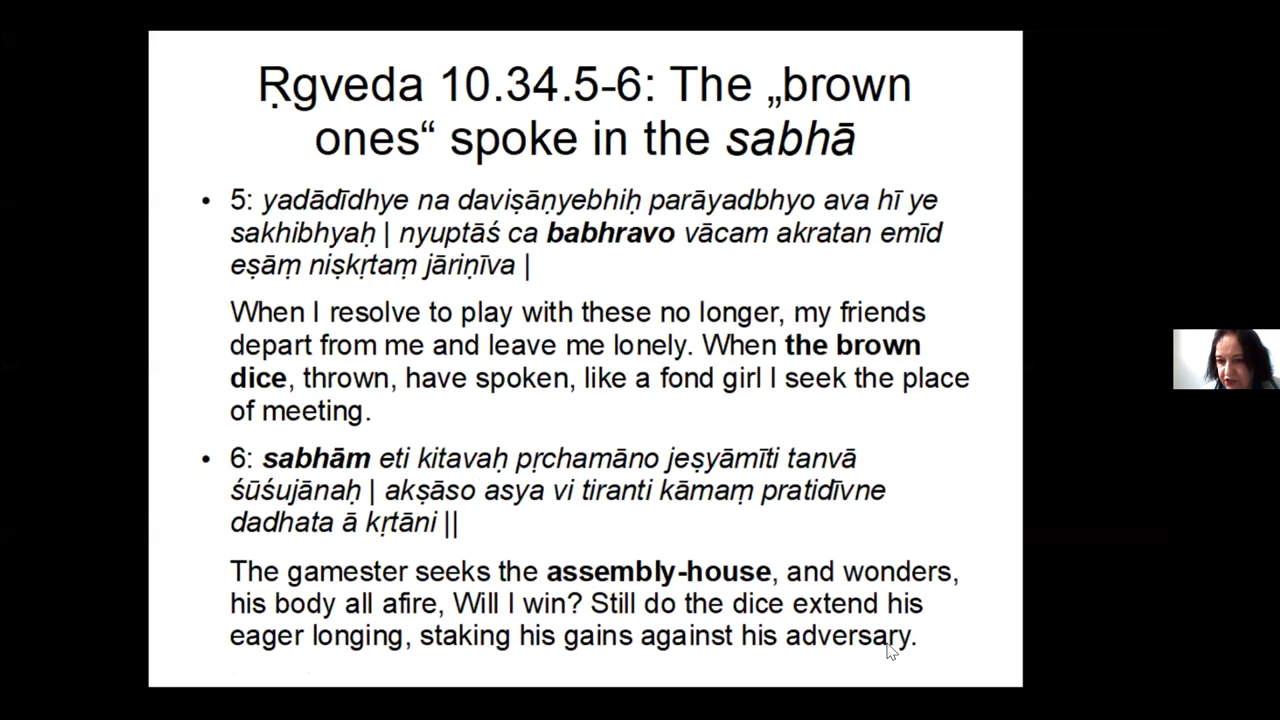 Ṛgveda 10.34.5-6: The „brown
ones“ spoke in the sabhā
• 5: yadādīdhye na daviṣāṇyebhiḥ parāyadbhyo ava hī ye
sakhibhyaḥ | nyuptāś ca babhravo vācam akratan emīd
eṣāṃ niṣkṛtaṃ jāriṇīva |
When I resolve to play with these no longer, my friends
depart from me and leave me lonely. When the brown
dice, thrown, have spoken, like a fond girl I seek the place
of meeting.
• 6: sabhām eti kitavaḥ pṛchamāno jeṣyāmīti tanvā
śūśujānaḥ | akṣāso asya vi tiranti kāmaṃ pratidīvne
dadhata ā kṛtāni ||
The gamester seeks the assembly-house, and wonders,
his body all afire, Will I win? Still do the dice extend his
eager longing, staking his gains against his adversary.